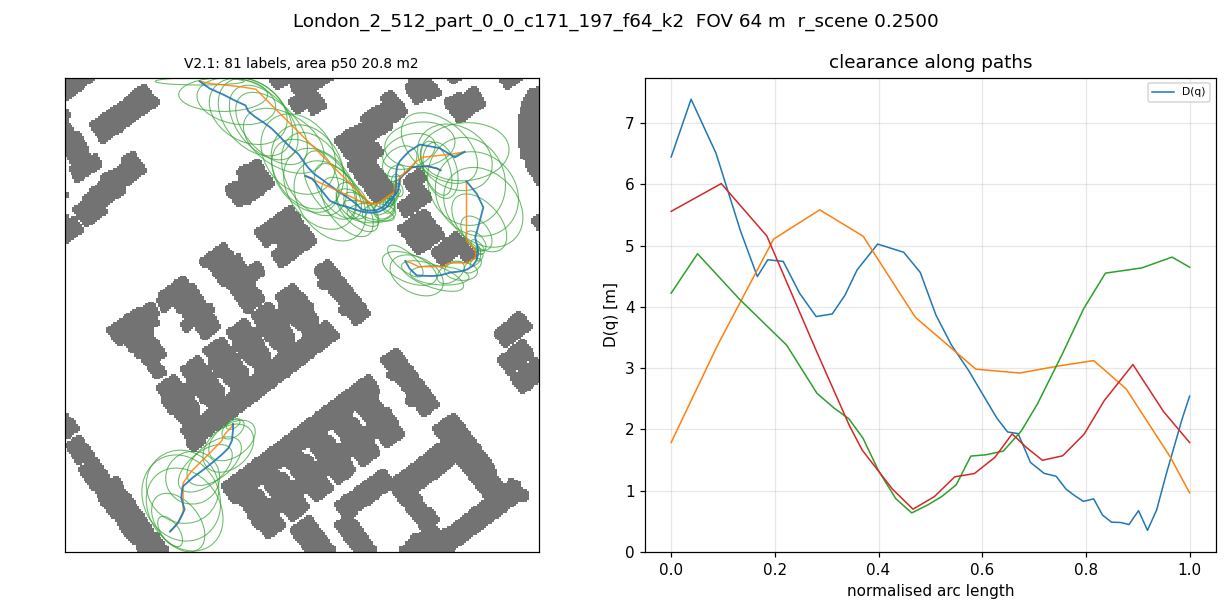 London_2_512_part_0_0_c171_197_f64_k2  FOV 64 m  r_scene 0.2500
V2.1: 81 labels, area p50 20.8 m2
clearance along paths
D(q)
D(q) [m]
7
6
5
4
3
2
1
0
0.0 0.2 0.4 0.6 0.8 1.0
normalised arc length